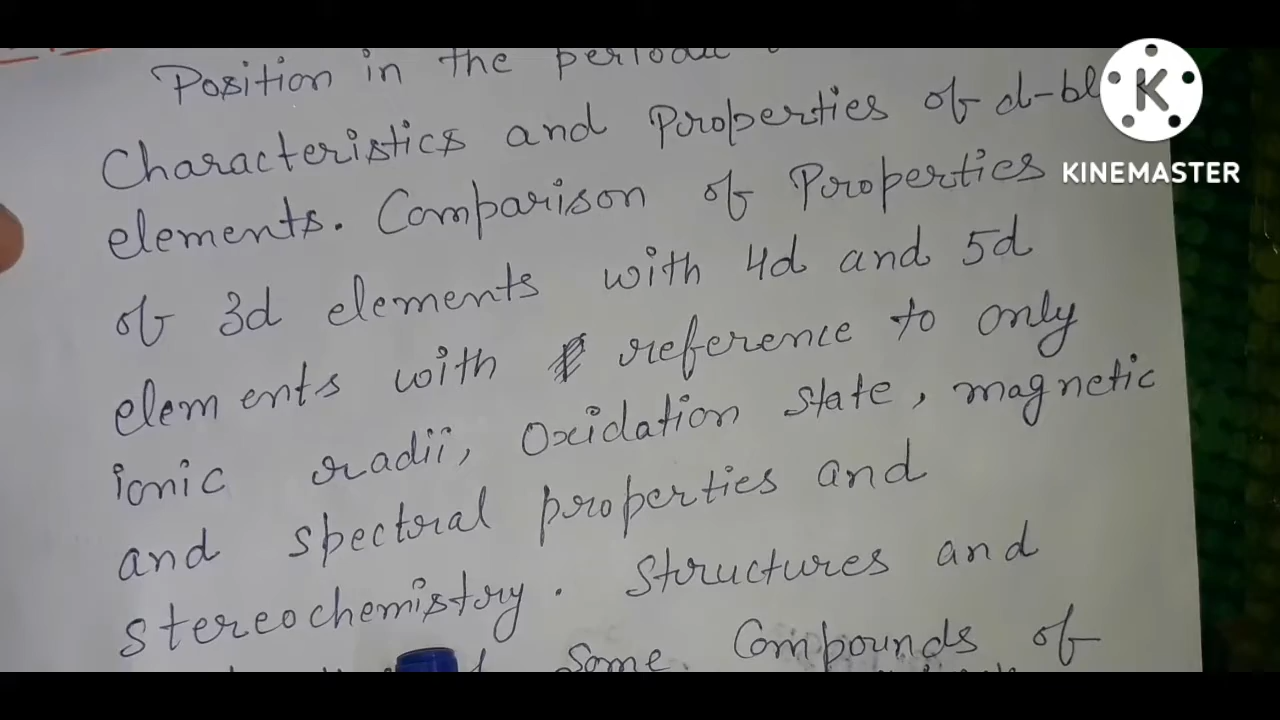 Position in the
Characteristics and Properties of d-bl
elements. Comparison of Properties
of 3d elements with 4d and 5d
elements with reference to only
ionic radii, Oxidation state, magnetic
and spectral properties and
stereochemistry. Structures and
some Compounds of
K
KINEMASTER